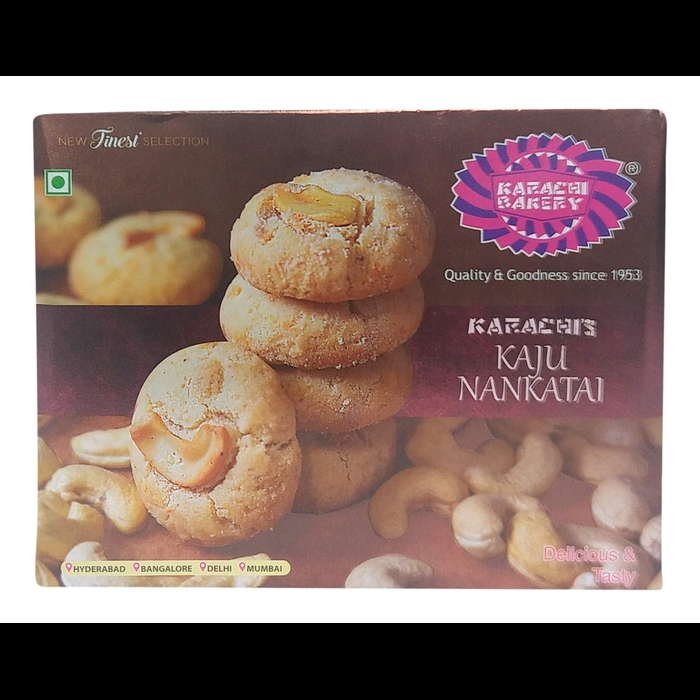 NEW Finest SELECTION
KARACHI
BAKERY
®
Quality & Goodness since 1953
KARACHI'S
KAJU
NANKATAI
Delicious &
Tasty
HYDERABAD BANGALORE DELHI MUMBAI